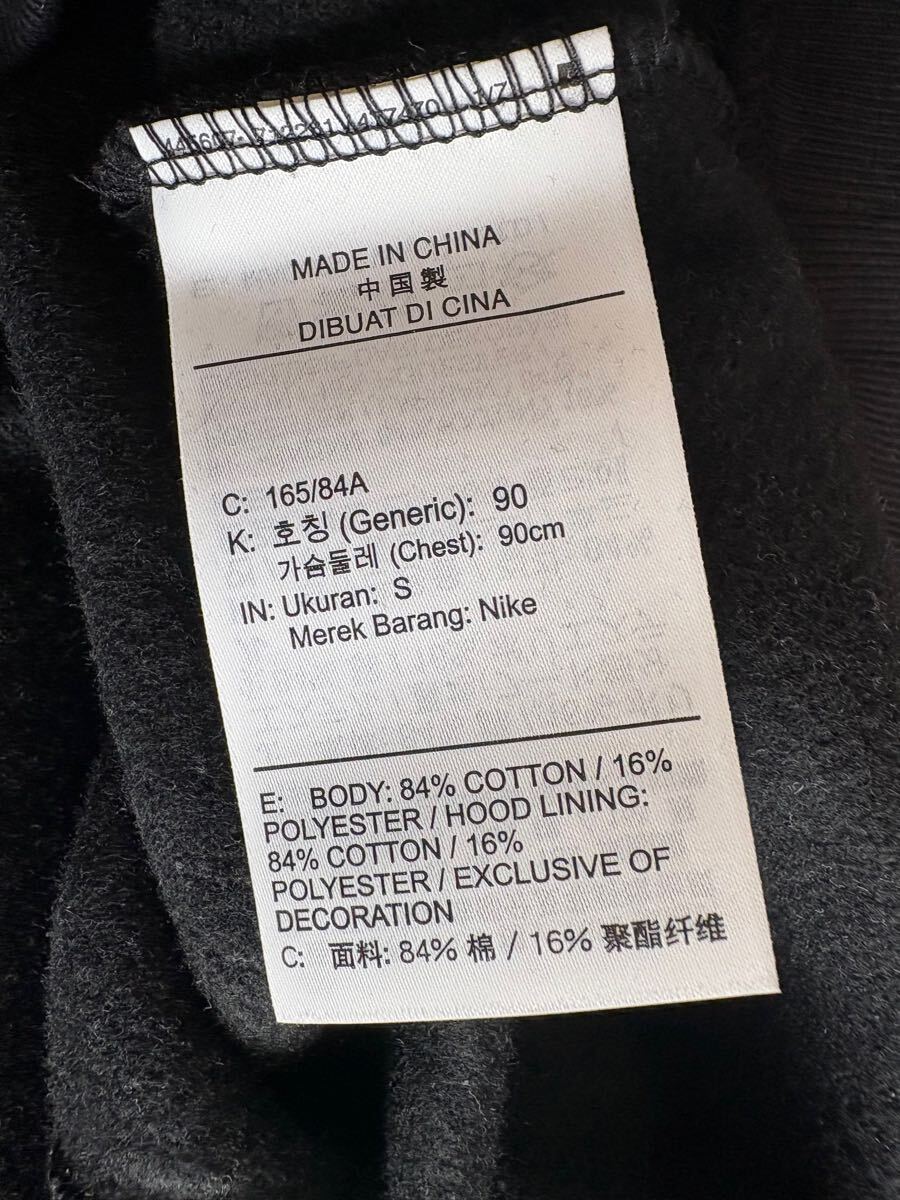 MADE IN CHINA
中国製
DIBUAT DI CINA
C: 165/84A
K: 호칭 (Generic): 90
가슴둘레 (Chest): 90cm
IN: Ukuran: S
Merek Barang: Nike
E: BODY: 84% COTTON / 16%
POLYESTER / HOOD LINING:
84% COTTON / 16%
POLYESTER / EXCLUSIVE OF
DECORATION
C: 面料: 84% 棉 / 16% 聚酯纤维